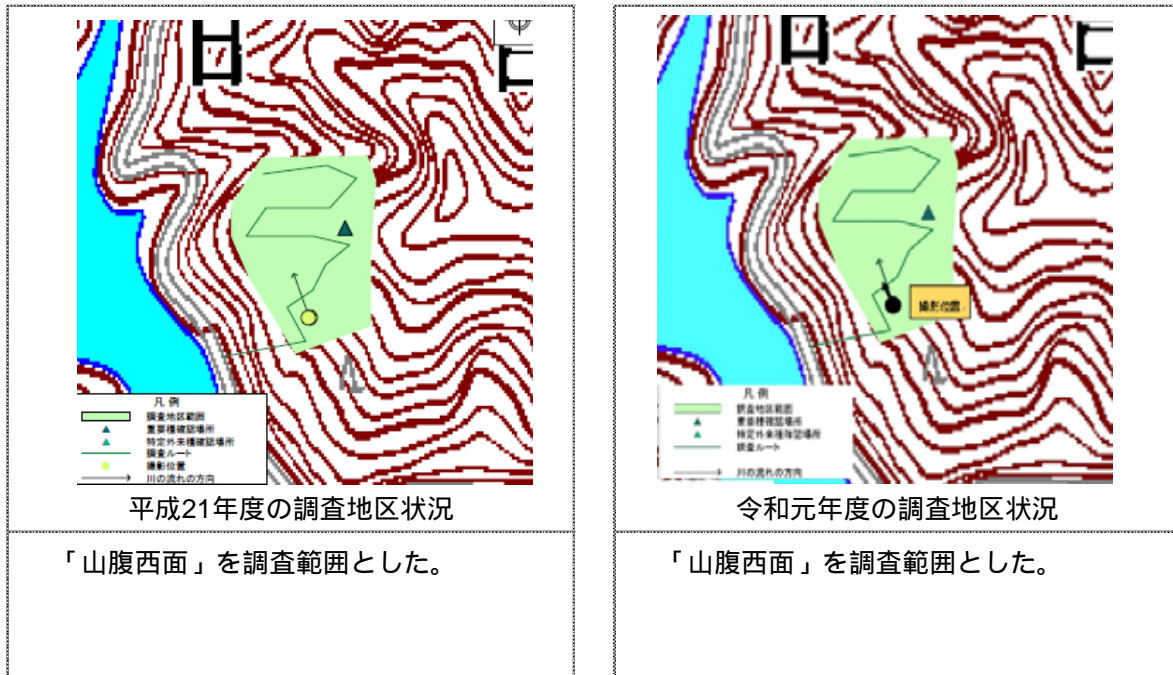 凡例
調査地区範囲
重要種確認場所
特定外来種確認場所
調査ルート
撮影位置
川の流れの方向
平成21年度の調査地区状況
「山腹西面」を調査範囲とした。
撮影位置
凡例
調査地区範囲
重要種確認場所
特定外来種確認場所
調査ルート
川の流れの方向
令和元年度の調査地区状況
「山腹西面」を調査範囲とした。